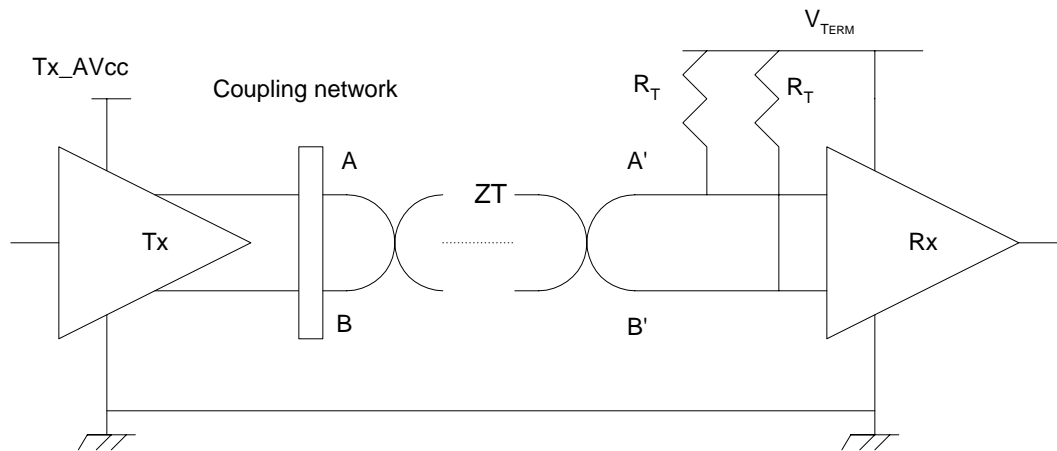 V_TERM
Tx_AVcc
Coupling network
R_T
R_T
A
A'
ZT
Tx
Rx
B
B'